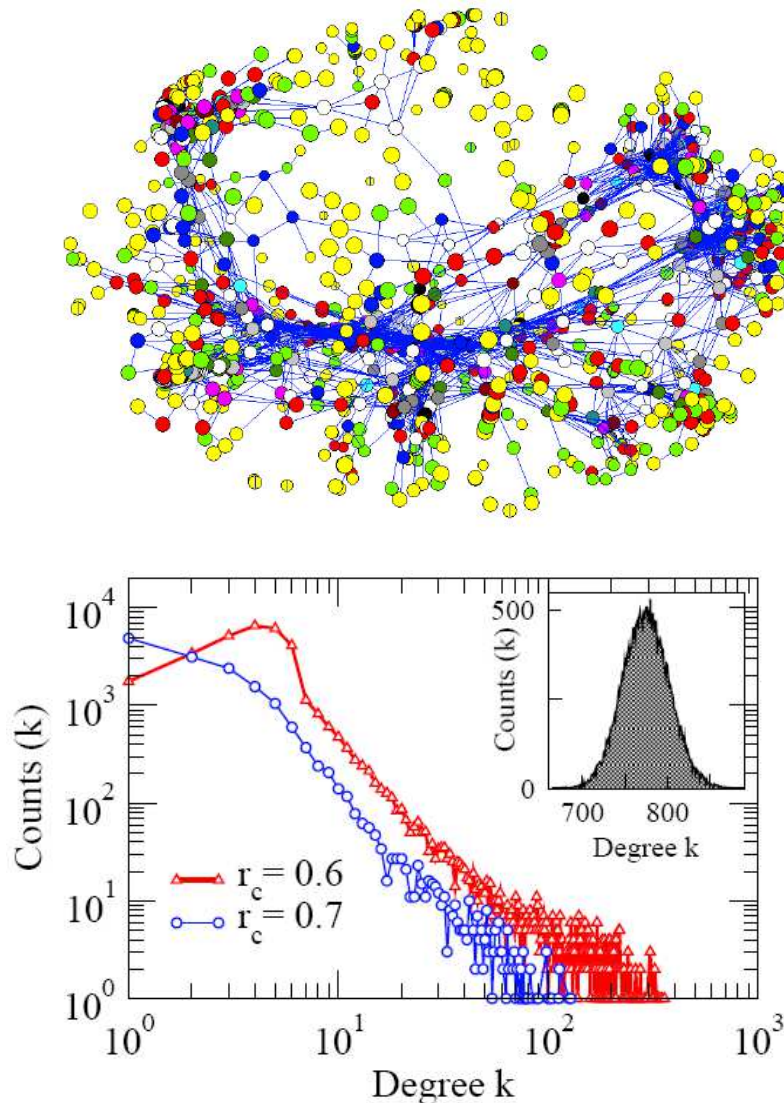 10^4
10^3
10^2
10^1
10^0
Counts (k)
r_c = 0.6
r_c = 0.7
10^0
10^1
10^2
10^3
Degree k
500
0
Counts (k)
700
800
Degree k